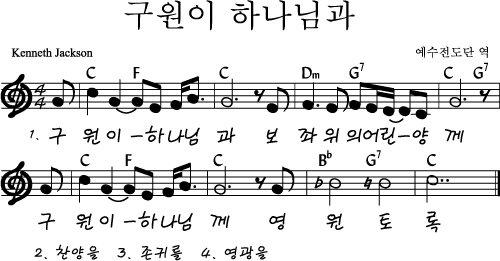 구원이 하나님과
Kenneth Jackson 예수전도단 역
C F C Dm G7 C G7
1. 구 원 이 - 하 나 님 과 보 좌 위 의 어 린 - 양 께
C F C Bb G7 C
구 원 이 - 하 나 님 께 영 원 토 록
2. 찬양을 3. 존귀를 4. 영광을